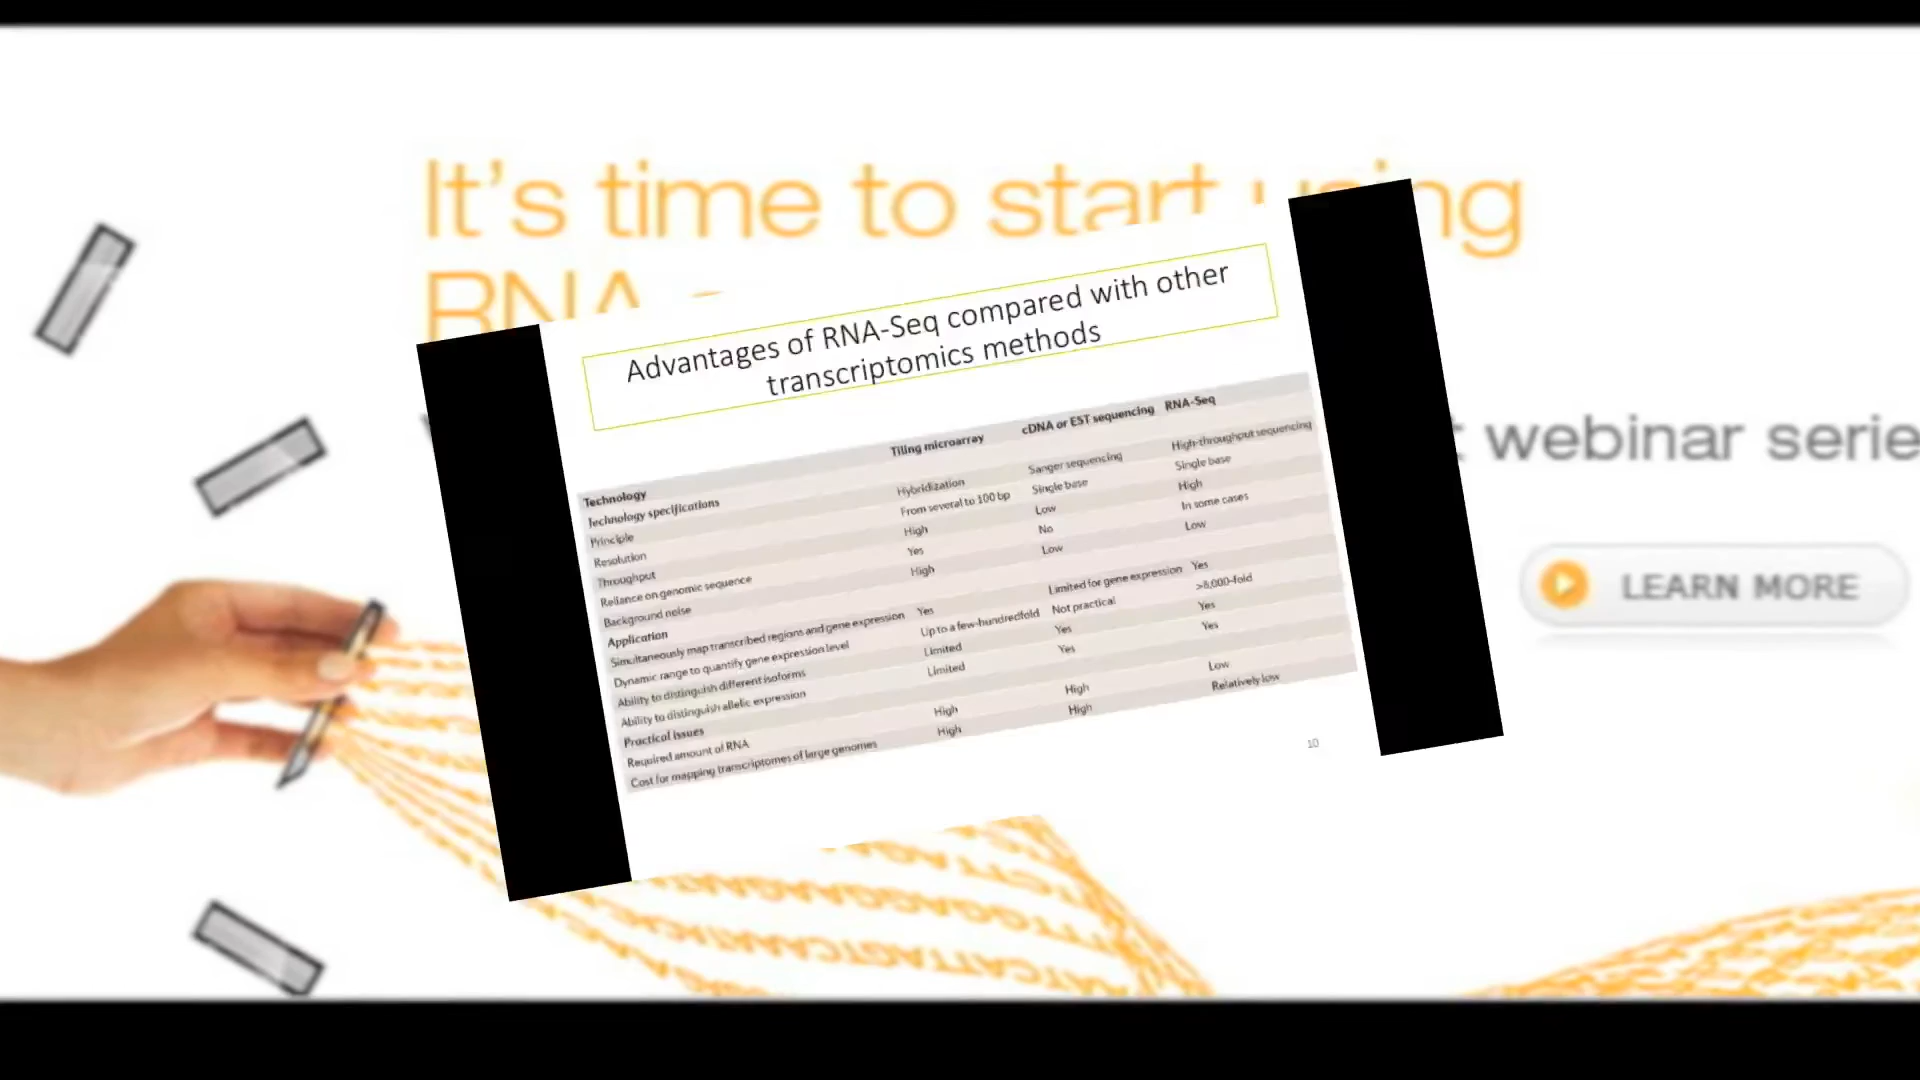 It's time to start using
RNA
Advantages of RNA-Seq compared with other
transcriptomics methods
Tiling microarray cDNA or EST sequencing RNA-Seq
Technology
Technology specifications
Principle Hybridization Sanger sequencing High-throughput sequencing
Resolution From several to 100 bp Single base Single base
Throughput High Low High
Reliance on genomic sequence Yes No In some cases
Background noise High Low Low
Application
Simultaneously map transcribed regions and gene expression Yes Limited for gene expression Yes
Dynamic range to quantify gene expression level Up to a few-hundredfold Not practical >8,000-fold
Ability to distinguish different isoforms Limited Yes Yes
Ability to distinguish allelic expression Limited Yes Yes
Practical issues
Required amount of RNA High High Low
Cost for mapping transcriptomes of large genomes High High Relatively low
10
webinar serie
LEARN MORE